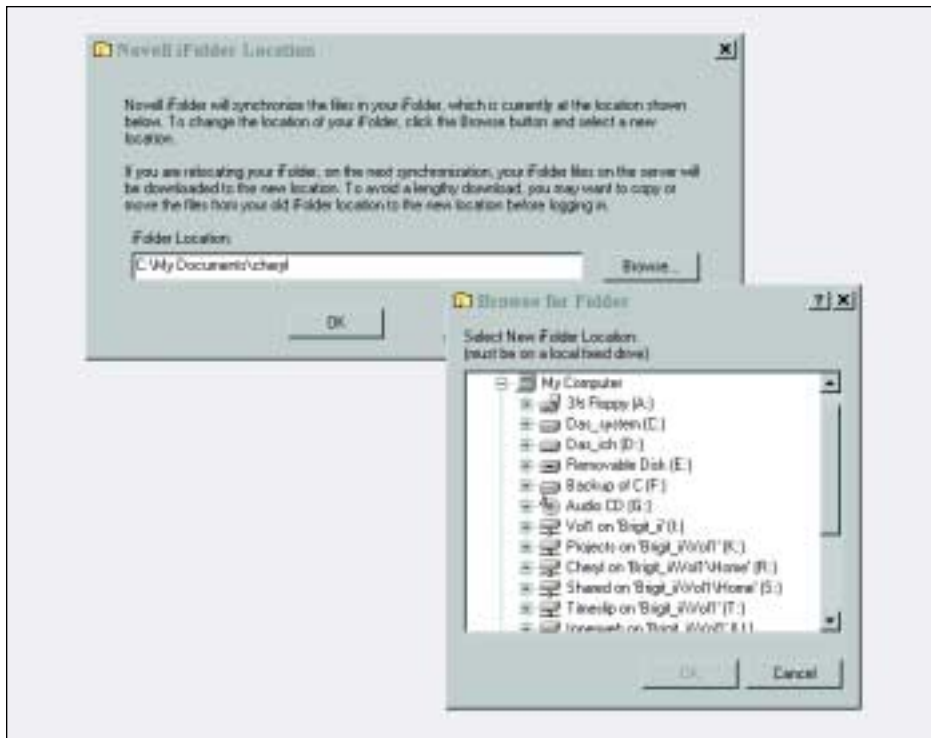 Novell iFolder Location
Novell iFolder will synchronize the files in your iFolder, which is currently at the location shown
below. To change the location of your iFolder, click the Browse button and select a new
location.
If you are relocating your iFolder, on the next synchronization, your iFolder files on the server will
be downloaded to the new location. To avoid a lengthy download, you may want to copy or
move the files from your old iFolder location to the new location before logging in.
iFolder Location:
C:\My Documents\cheryl
Browse...
OK
Browse for Folder
Select New iFolder Location:
(must be on a local fixed drive)
My Computer
3½ Floppy (A:)
Das_system (C:)
Das_ich (D:)
Removable Disk (E:)
Backup of C (F:)
Audio CD (G:)
Vol1 on 'Brigit_ii' (I:)
Projects on 'Brigit_ii\Vol1' (K:)
Cheryl on 'Brigit_ii\Vol1\Home' (R:)
Shared on 'Brigit_ii\Vol1\Home' (S:)
Timeslip on 'Brigit_ii\Vol1' (T:)
OK
Cancel